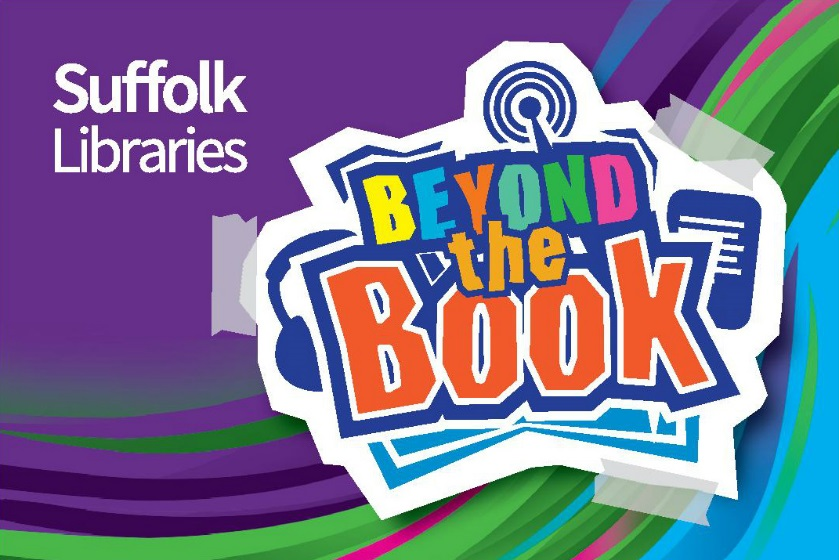 Suffolk
Libraries
BEYOND
the
BOOK